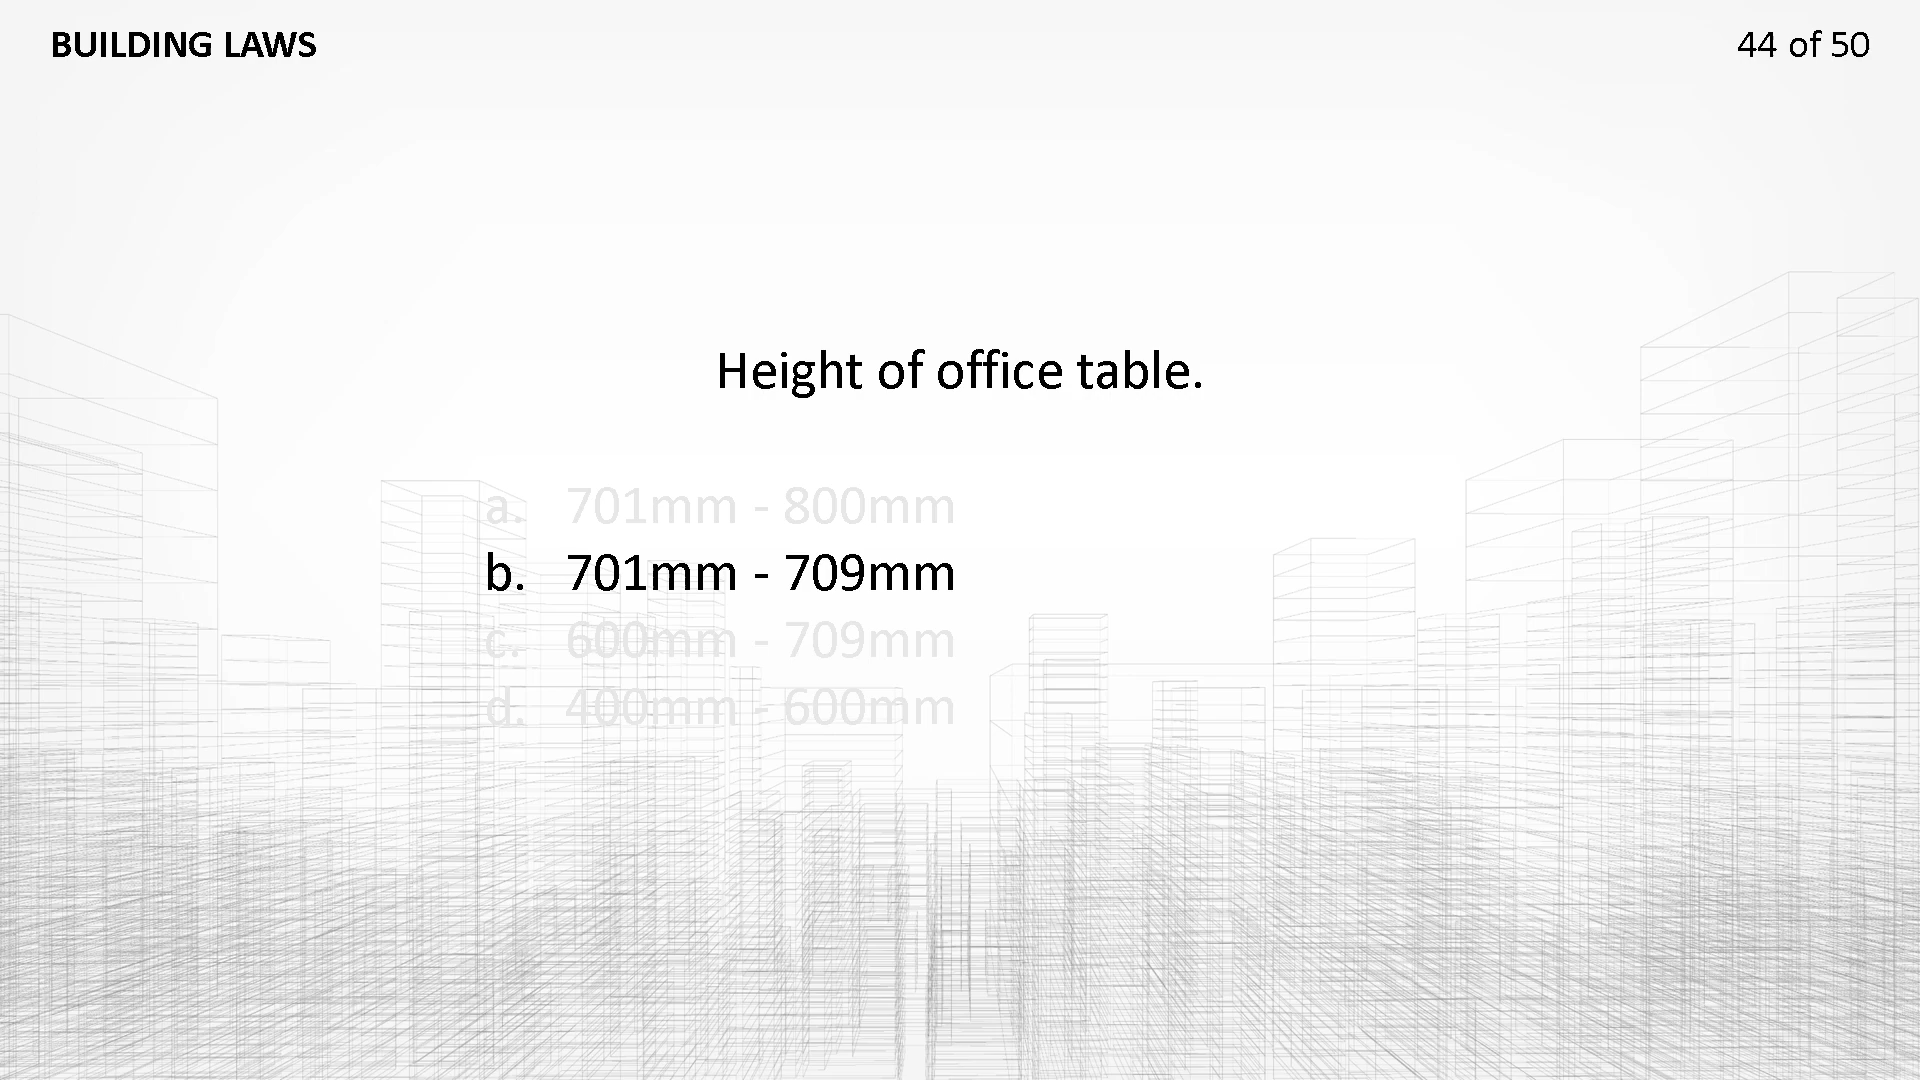 BUILDING LAWS
44 of 50
Height of office table.
a. 701mm - 800mm
b. 701mm - 709mm
c. 600mm - 709mm
d. 400mm - 600mm